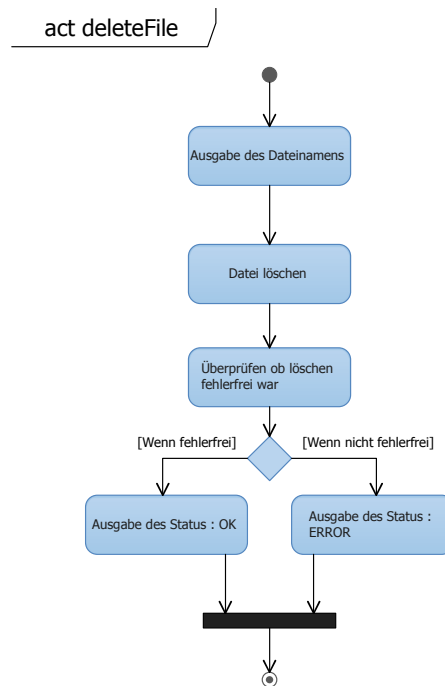 act deleteFile
Ausgabe des Dateinamens
Datei löschen
Überprüfen ob löschen
fehlerfrei war
[Wenn fehlerfrei]
[Wenn nicht fehlerfrei]
Ausgabe des Status : OK
Ausgabe des Status :
ERROR